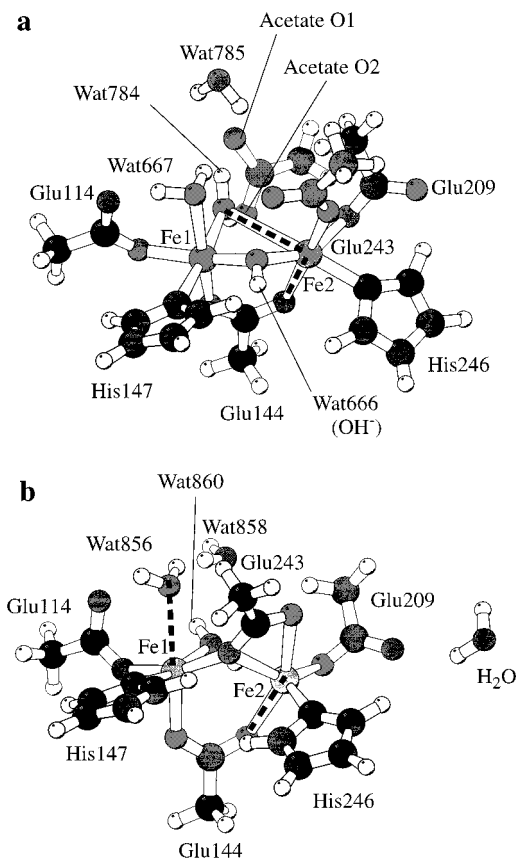 a
Acetate O1
Wat785
Acetate O2
Wat784
Wat667
Glu114
Glu209
Fe1
Glu243
Fe2
His147
His246
Glu144
Wat666
(OH-)
b
Wat860
Wat858
Wat856
Glu243
Glu114
Glu209
Fe1
Fe2
H2O
His147
His246
Glu144